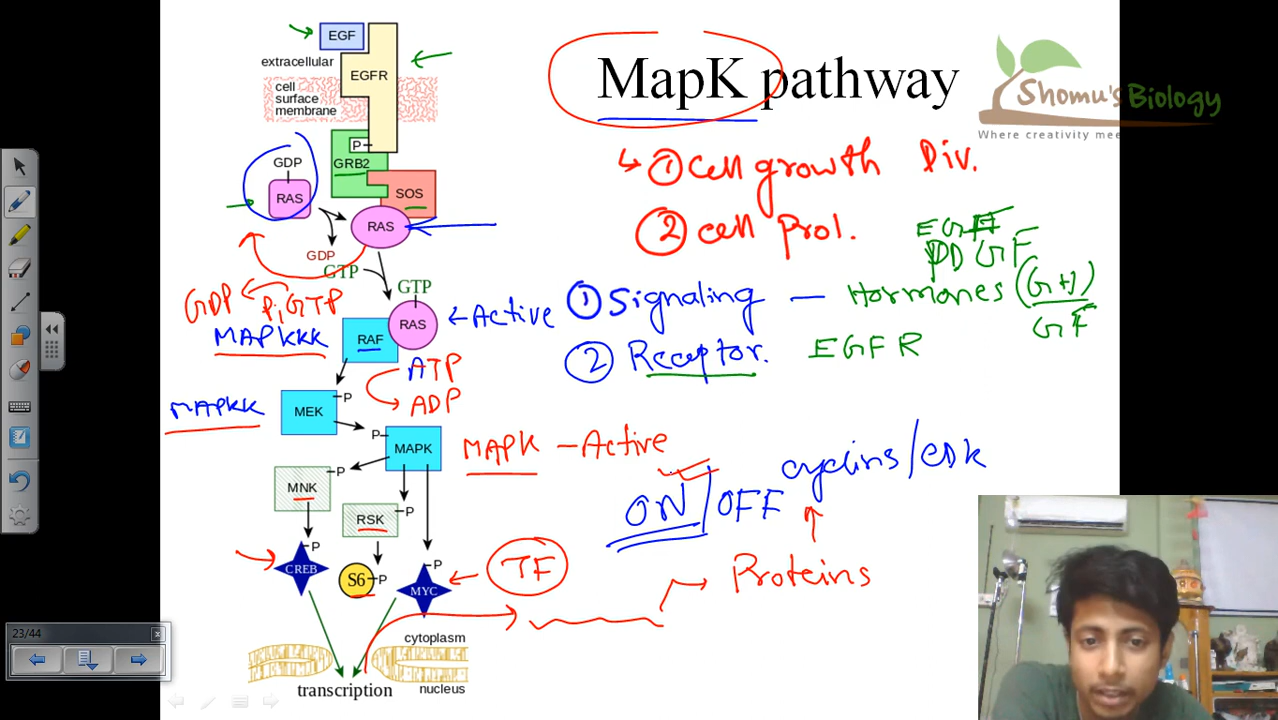 MapK pathway
Shomu's Biology
Where creativity mee
EGF
extracellular
EGFR
cell
surface
membrane
P
GRB2
GDP
RAS
SOS
RAS
GDP
GTP
GTP
RAS
GDP Pi GTP
MAPKKK
RAF
Active
ATP
ADP
MAPKK
MEK
P
P
MAPK
MAPK - Active
MNK
P
RSK
P
P
CREB
S6
P
P
MYC
TF
cytoplasm
nucleus
transcription
① Cell growth Div.
② cell Prol.
EGF
PDGF
① Signaling — Hormones (GH)
GF
② Receptor. EGFR
cyclins/CDK
ON/OFF
Proteins
23/44